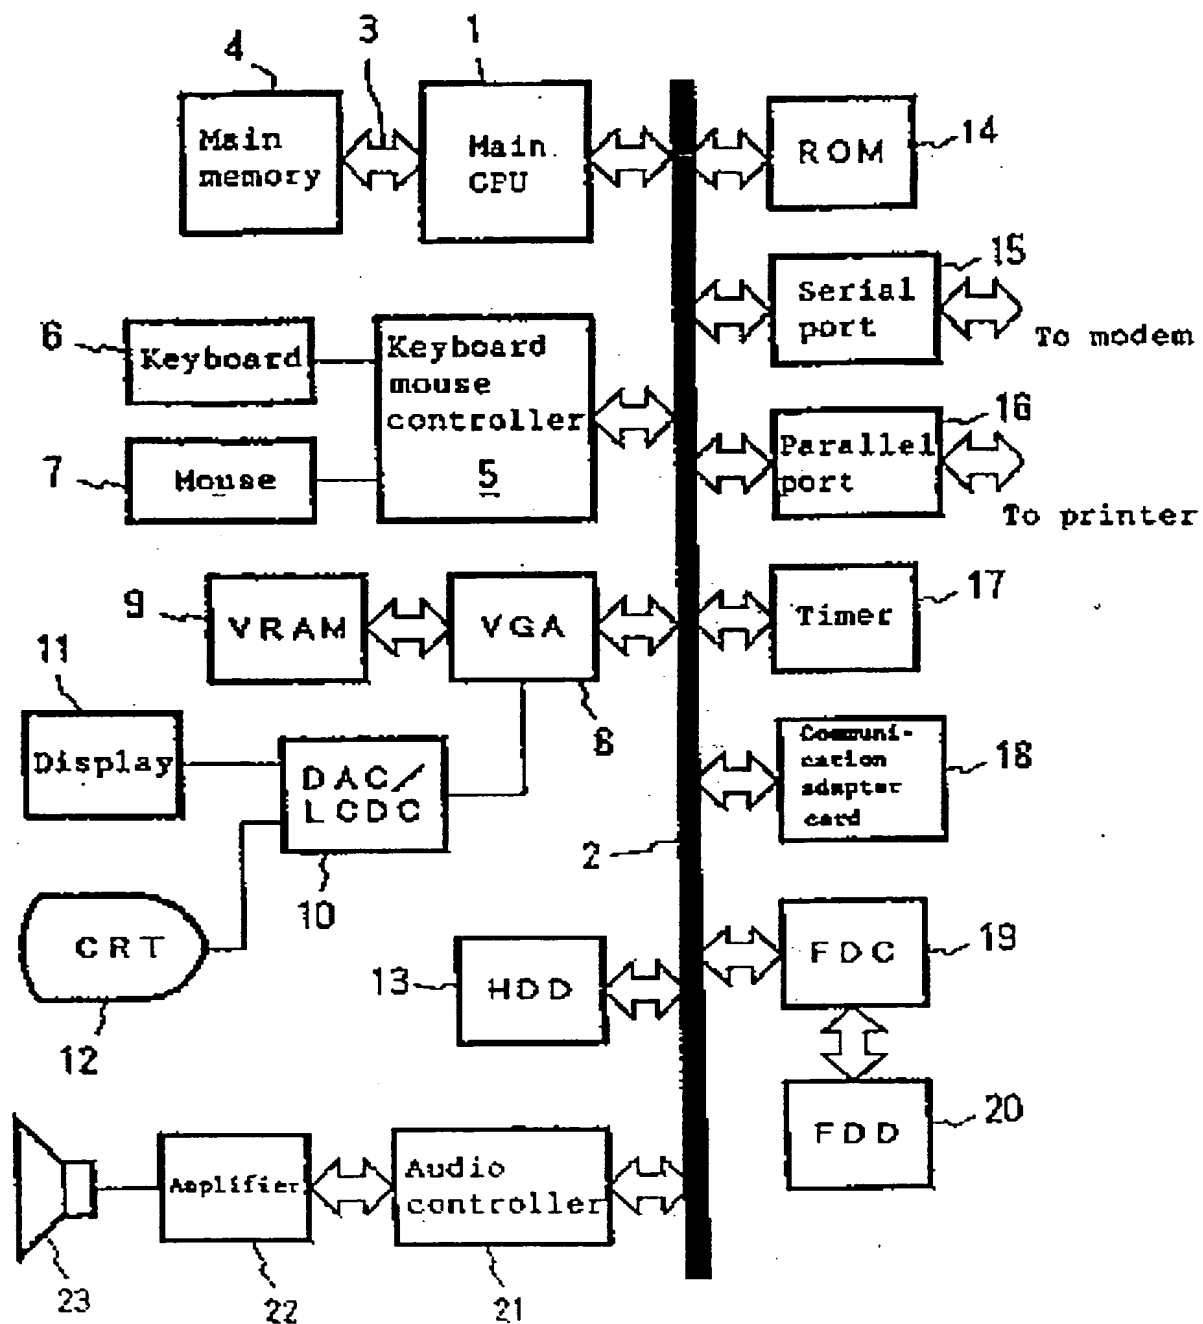 4
3
1
Main
memory
Main
CPU
ROM
14
15
Serial
port
To modem
6
Keyboard
Keyboard
mouse
controller
5
7
Mouse
16
Parallel
port
To printer
9
VRAM
VGA
8
17
Timer
11
Display
DAC/
LCDC
10
Communi-
cation
adapter
card
18
2
CRT
12
13
HDD
FDC
19
FDD
20
23
Amplifier
22
Audio
controller
21